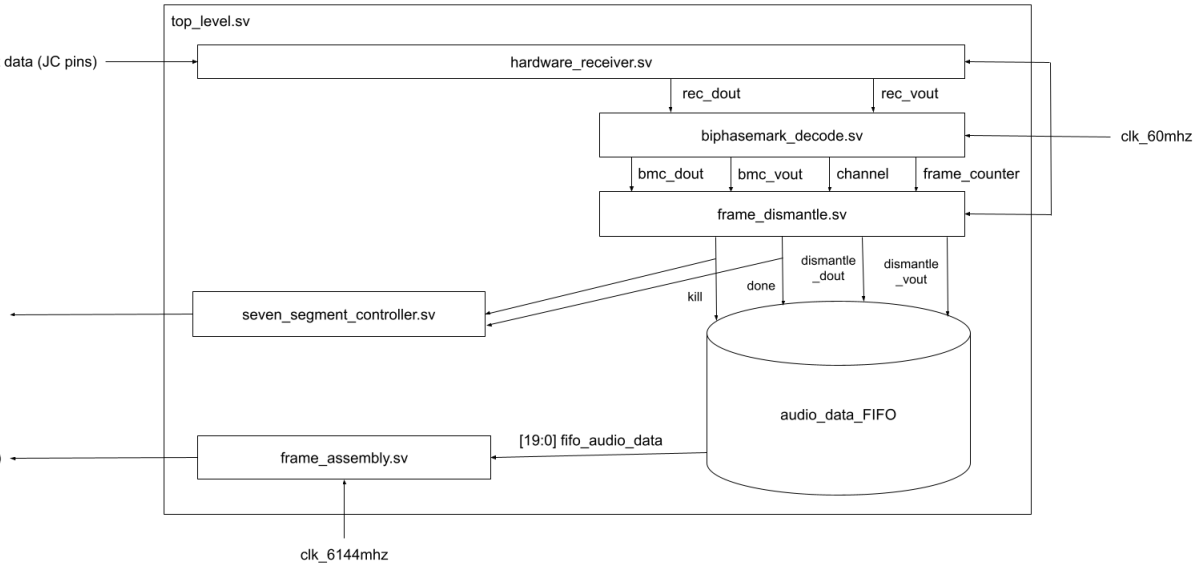 top_level.sv
data (JC pins)
hardware_receiver.sv
rec_dout
rec_vout
biphasemark_decode.sv
clk_60mhz
bmc_dout
bmc_vout
channel
frame_counter
frame_dismantle.sv
kill
done
dismantle
_dout
dismantle
_vout
seven_segment_controller.sv
audio_data_FIFO
[19:0] fifo_audio_data
frame_assembly.sv
)
clk_6144mhz